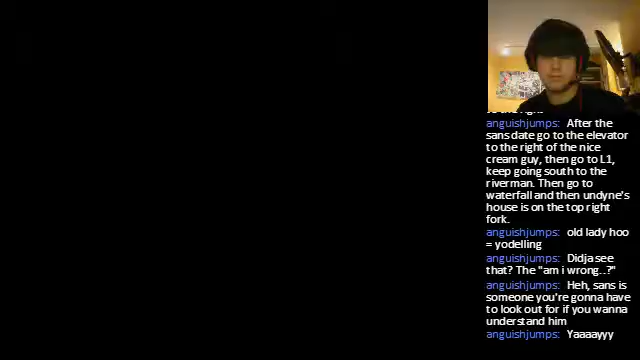 anguishjumps: After the
sans date go to the elevator
to the right of the nice
cream guy, then go to L1,
keep going south to the
riverman. Then go to
waterfall and then undyne's
house is on the top right
fork.
anguishjumps: old lady hoo
= yodelling
anguishjumps: Didja see
that? The "am i wrong..?"
anguishjumps: Heh, sans is
someone you're gonna have
to look out for if you wanna
understand him
anguishjumps: Yaaaayyy